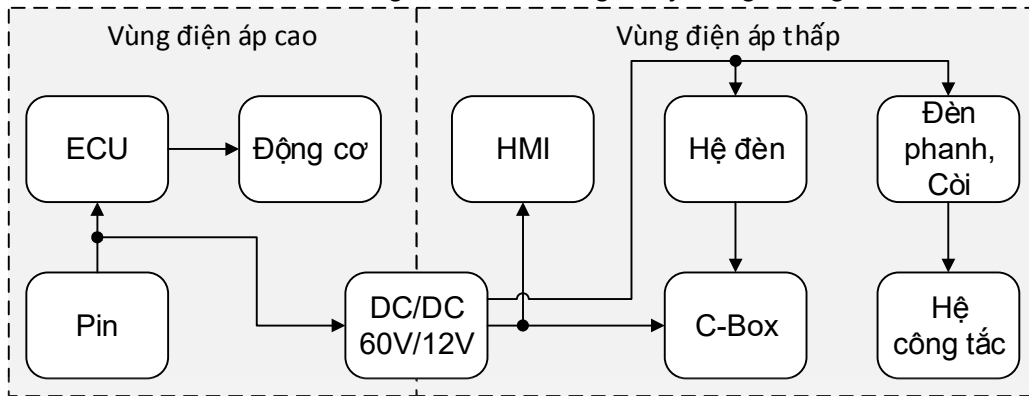 Vùng điện áp cao
Vùng điện áp thấp
ECU
Động cơ
HMI
Hệ đèn
Đèn
phanh,
Còi
Pin
DC/DC
60V/12V
C-Box
Hệ
công tắc